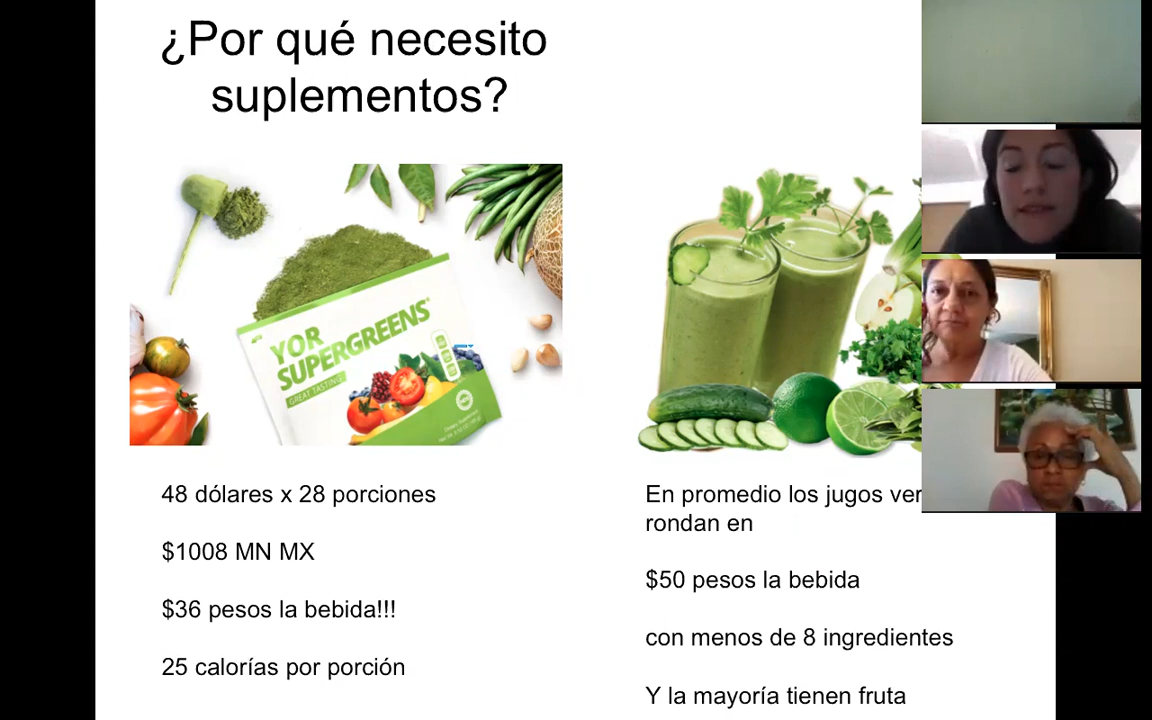 ¿Por qué necesito
suplementos?
YOR
SUPERGREENS
GREAT TASTING
48 dólares x 28 porciones
$1008 MN MX
$36 pesos la bebida!!!
25 calorías por porción
En promedio los jugos ver
rondan en
$50 pesos la bebida
con menos de 8 ingredientes
Y la mayoría tienen fruta